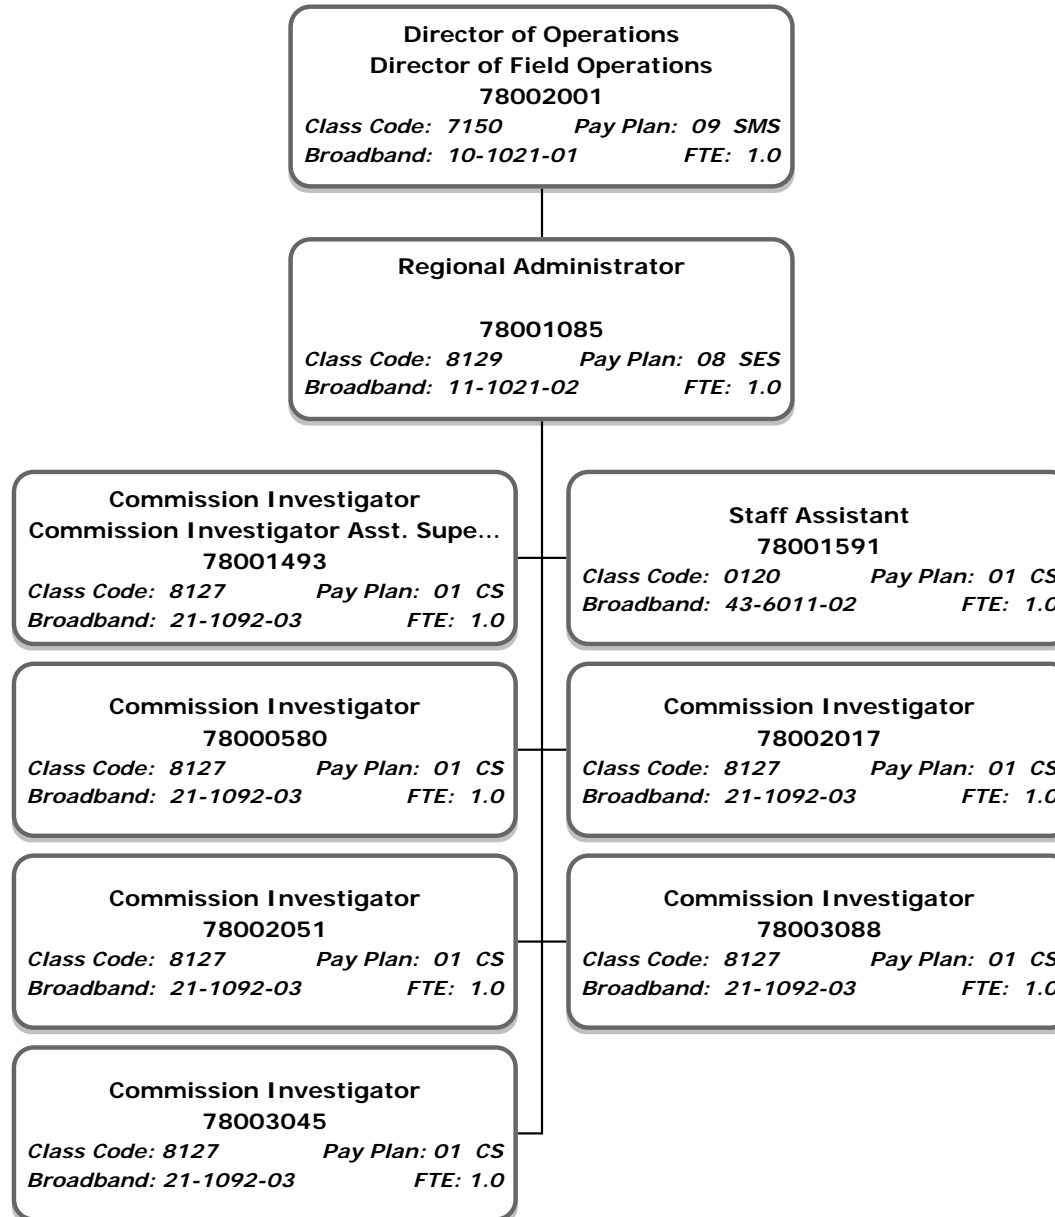 Director of Operations
Director of Field Operations
78002001
Class Code: 7150 Pay Plan: 09 SMS
Broadband: 10-1021-01 FTE: 1.0
Regional Administrator
78001085
Class Code: 8129 Pay Plan: 08 SES
Broadband: 11-1021-02 FTE: 1.0
Commission Investigator
Commission Investigator Asst. Supe...
78001493
Class Code: 8127 Pay Plan: 01 CS
Broadband: 21-1092-03 FTE: 1.0
Staff Assistant
78001591
Class Code: 0120 Pay Plan: 01 CS
Broadband: 43-6011-02 FTE: 1.0
Commission Investigator
78000580
Class Code: 8127 Pay Plan: 01 CS
Broadband: 21-1092-03 FTE: 1.0
Commission Investigator
78002017
Class Code: 8127 Pay Plan: 01 CS
Broadband: 21-1092-03 FTE: 1.0
Commission Investigator
78002051
Class Code: 8127 Pay Plan: 01 CS
Broadband: 21-1092-03 FTE: 1.0
Commission Investigator
78003088
Class Code: 8127 Pay Plan: 01 CS
Broadband: 21-1092-03 FTE: 1.0
Commission Investigator
78003045
Class Code: 8127 Pay Plan: 01 CS
Broadband: 21-1092-03 FTE: 1.0